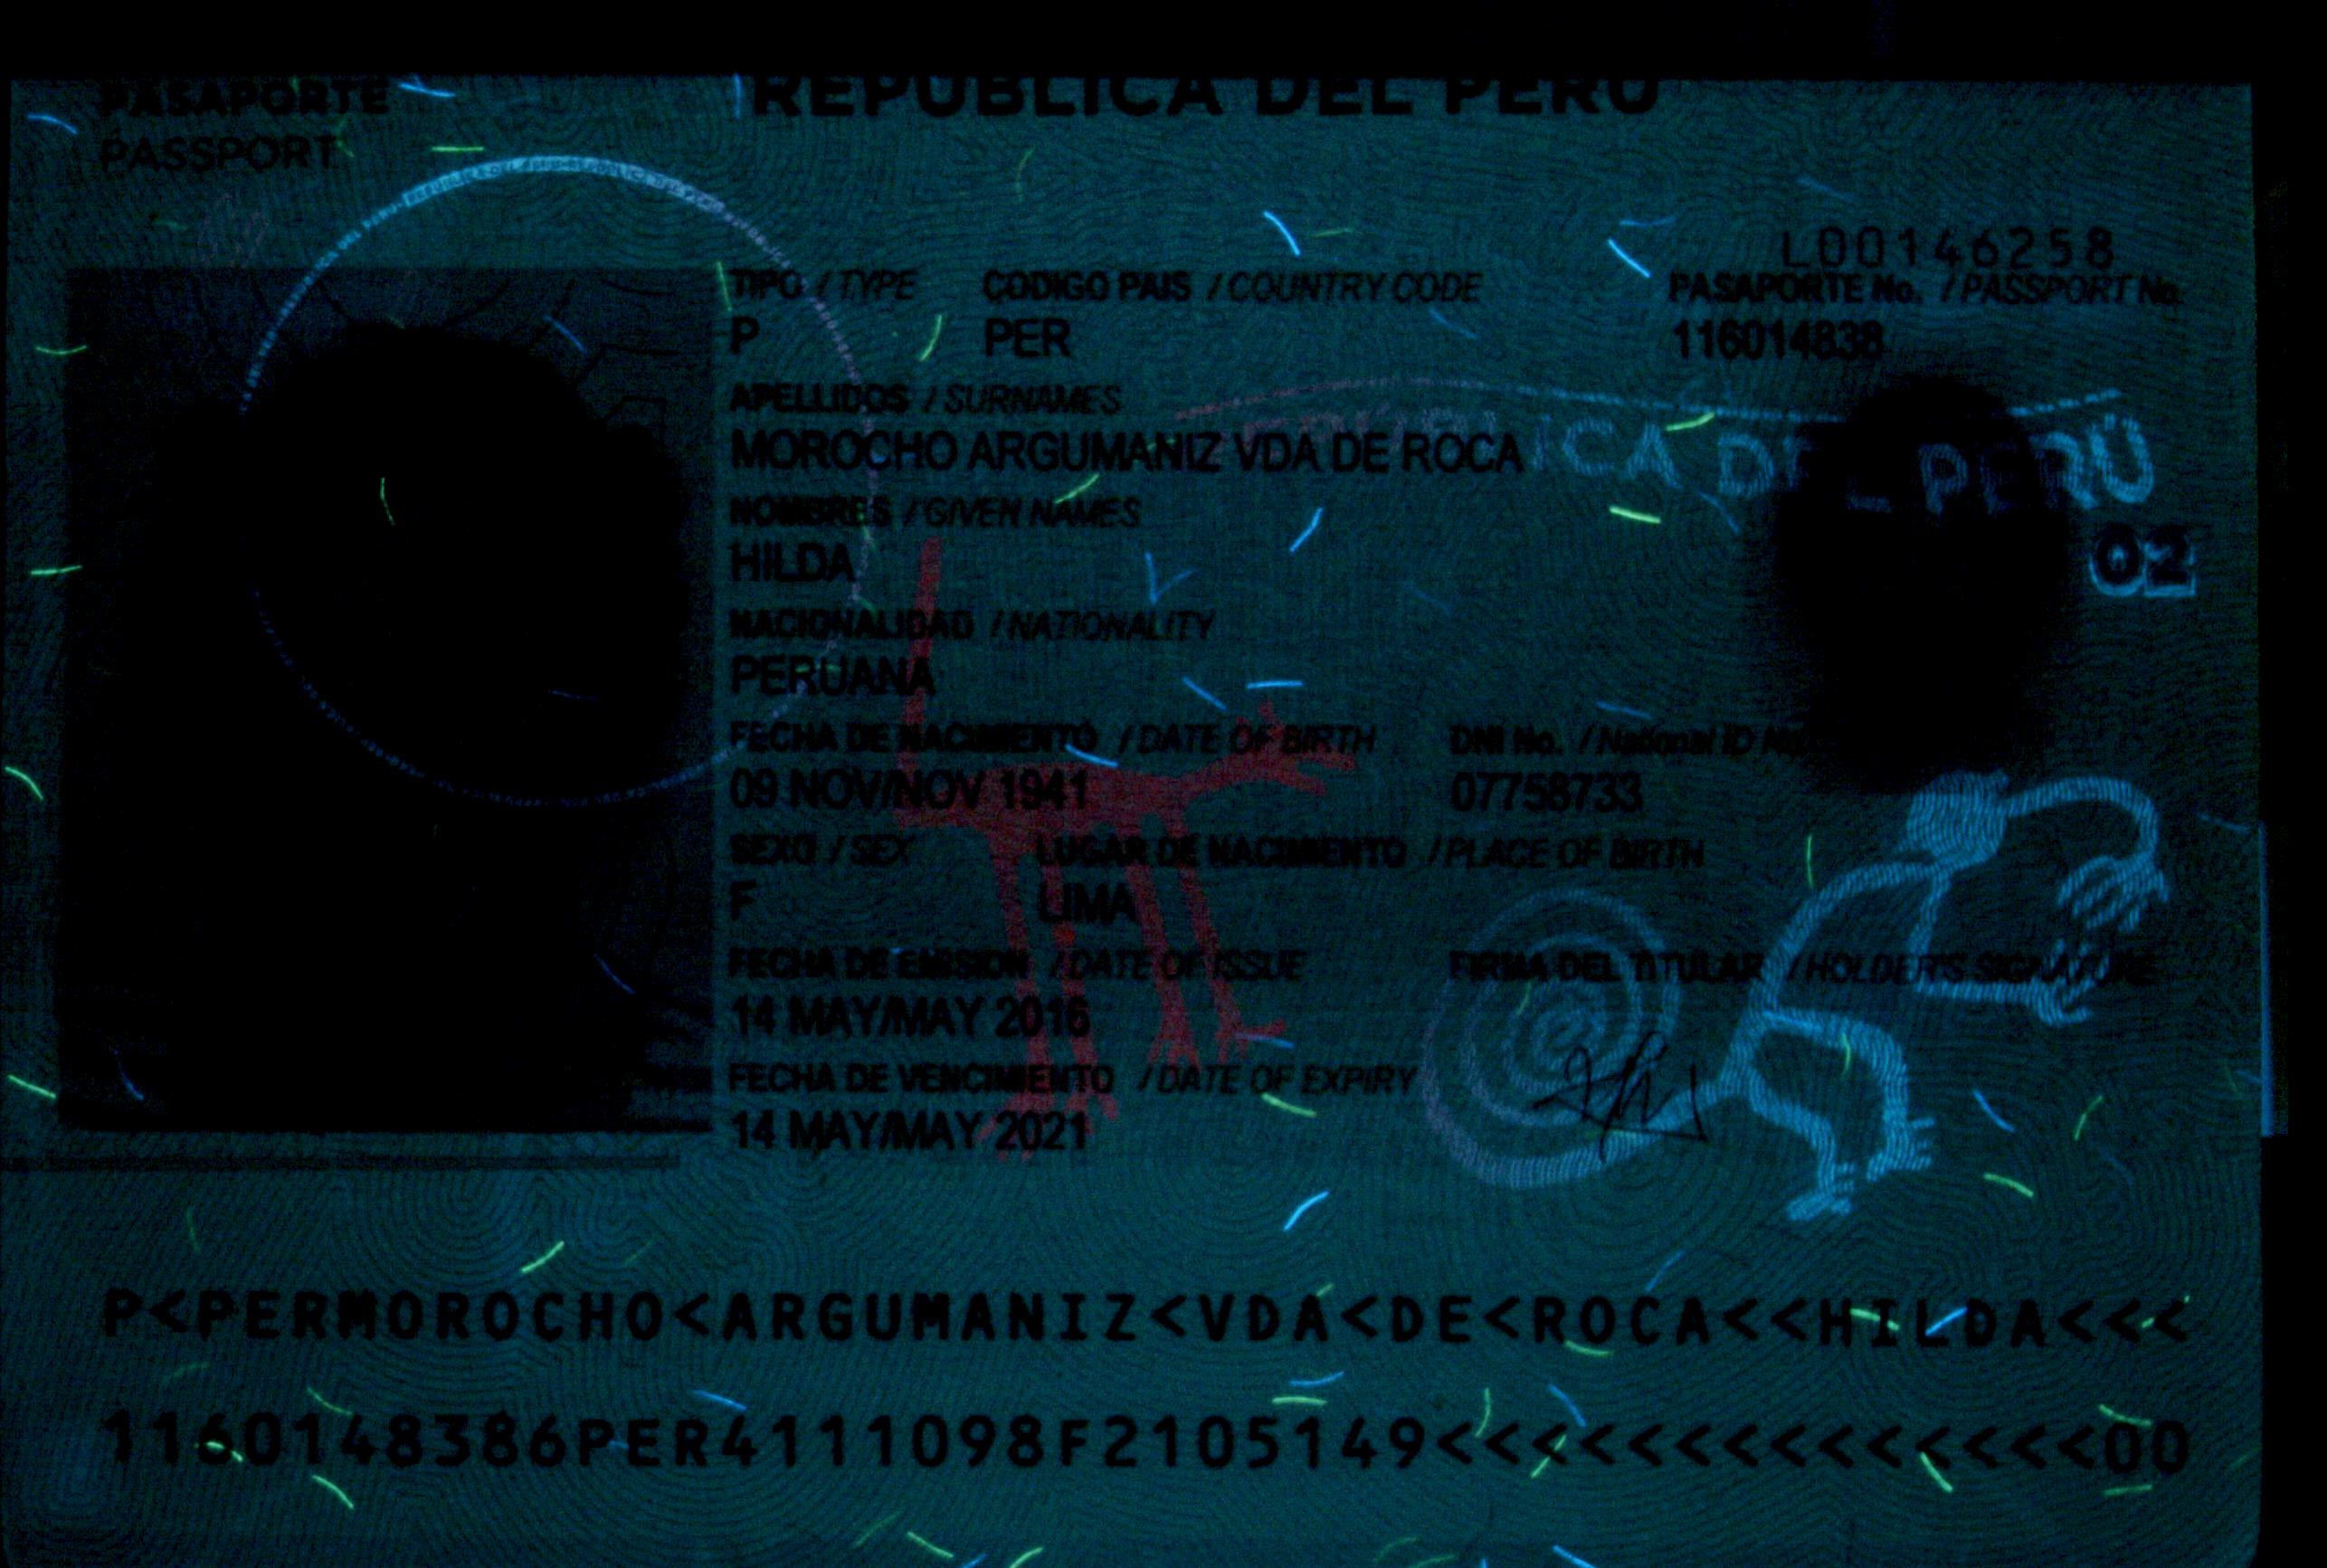 PASAPORTE
PASSPORT
REPUBLICA DEL PERU
L00146258
TIPO / TYPE
CODIGO PAIS / COUNTRY CODE
PASAPORTE No. / PASSPORT No.
P
PER
116014838
APELLIDOS / SURNAMES
MOROCHO ARGUMANIZ VDA DE ROCA
REPÚBLICA DEL PERÚ
NOMBRES / GIVEN NAMES
HILDA
02
NACIONALIDAD / NATIONALITY
PERUANA
FECHA DE NACIMIENTO / DATE OF BIRTH
DNI No. / National ID No.
09 NOV/NOV 1941
07758733
SEXO / SEX
LUGAR DE NACIMIENTO / PLACE OF BIRTH
F
LIMA
FECHA DE EMISION / DATE OF ISSUE
FIRMA DEL TITULAR / HOLDER'S SIGNATURE
14 MAY/MAY 2016
FECHA DE VENCIMIENTO / DATE OF EXPIRY
14 MAY/MAY 2021
P<PERMOROCHO<ARGUMANIZ<VDA<DE<ROCA<<HILDA<<<
1160148386PER4111098F2105149<<<<<<<<<<<<<<00